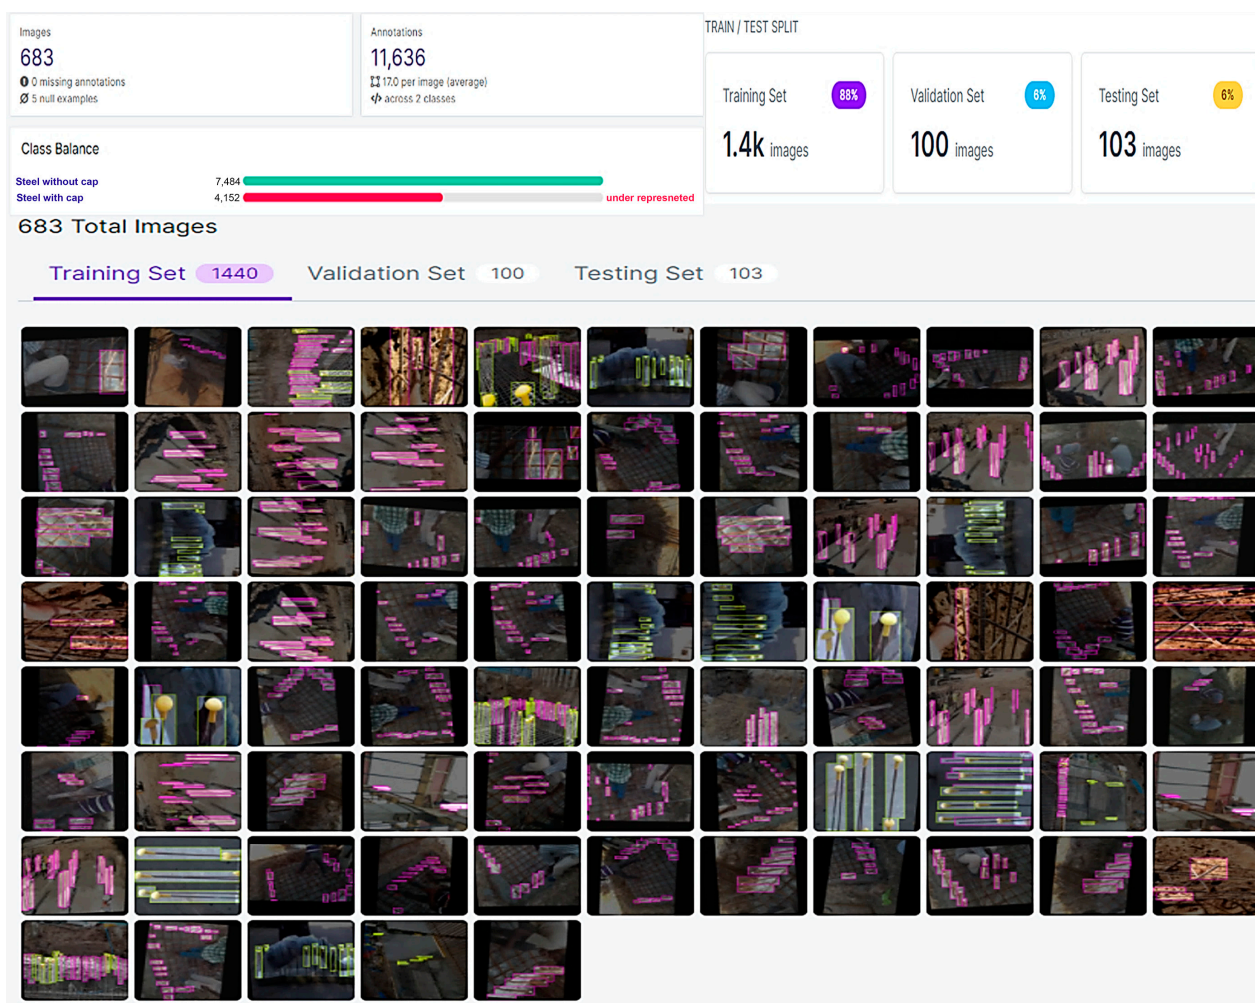 Images
683
0 missing annotations
5 null examples
Annotations
11,636
17.0 per image (average)
across 2 classes
Class Balance
Steel without cap 7,484
Steel with cap 4,152 under represneted
TRAIN / TEST SPLIT
Training Set 88%
1.4k images
Validation Set 6%
100 images
Testing Set 6%
103 images
683 Total Images
Training Set 1440 Validation Set 100 Testing Set 103